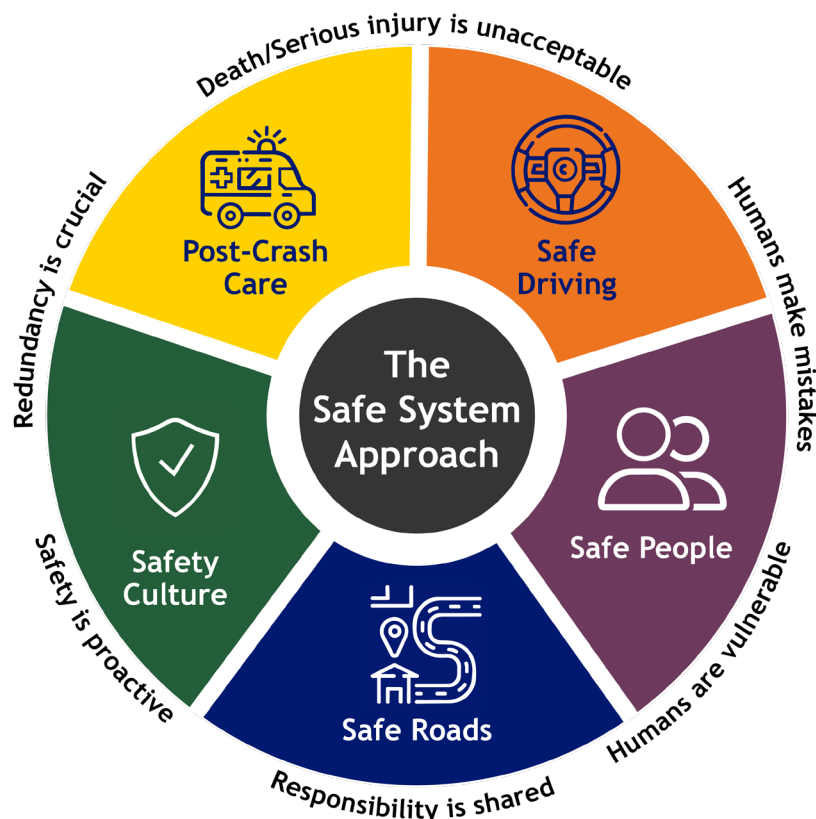 Death/Serious injury is unacceptable
Humans make mistakes
Humans are vulnerable
Responsibility is shared
Safety is proactive
Redundancy is crucial
Post-Crash
Care
Safe
Driving
Safe People
Safe Roads
Safety
Culture
The
Safe System
Approach